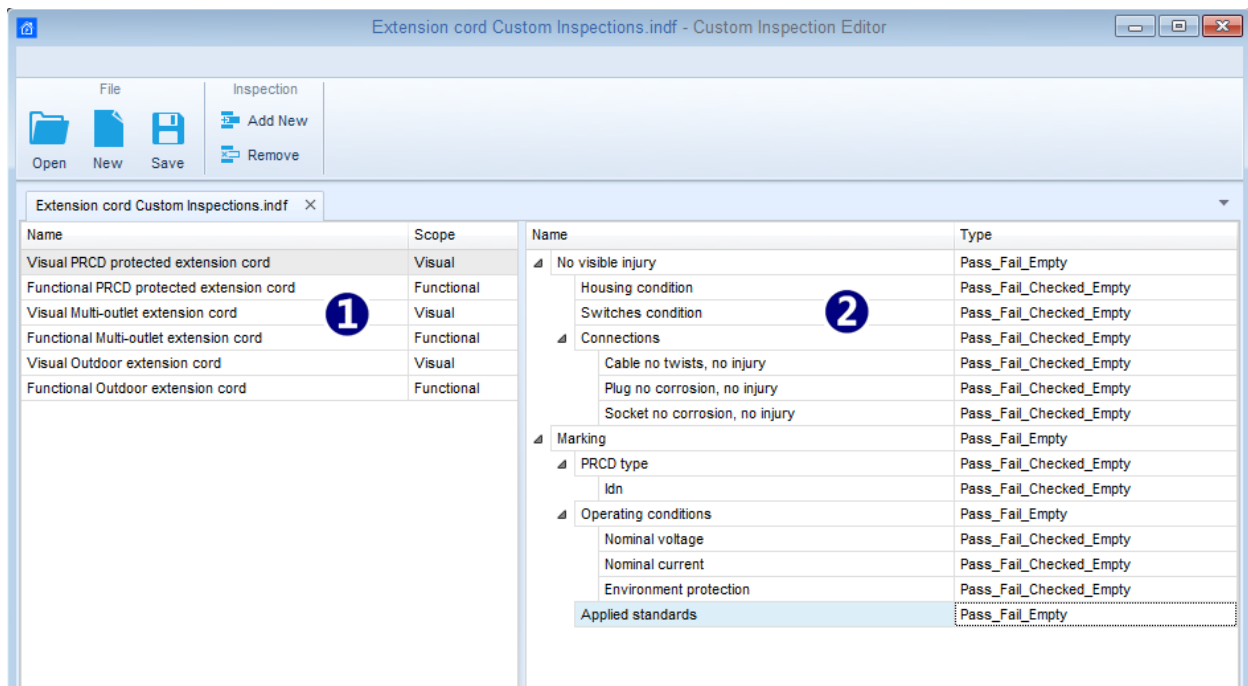 Extension cord Custom Inspections.indf - Custom Inspection Editor
File
Inspection
Open
New
Save
Add New
Remove
Extension cord Custom Inspections.indf
Name Scope
Visual PRCD protected extension cord Visual
Functional PRCD protected extension cord Functional
Visual Multi-outlet extension cord Visual
Functional Multi-outlet extension cord Functional
Visual Outdoor extension cord Visual
Functional Outdoor extension cord Functional
1
Name Type
No visible injury Pass_Fail_Empty
Housing condition Pass_Fail_Checked_Empty
Switches condition Pass_Fail_Checked_Empty
Connections Pass_Fail_Checked_Empty
Cable no twists, no injury Pass_Fail_Checked_Empty
Plug no corrosion, no injury Pass_Fail_Checked_Empty
Socket no corrosion, no injury Pass_Fail_Checked_Empty
Marking Pass_Fail_Empty
PRCD type Pass_Fail_Checked_Empty
Idn Pass_Fail_Checked_Empty
Operating conditions Pass_Fail_Empty
Nominal voltage Pass_Fail_Checked_Empty
Nominal current Pass_Fail_Checked_Empty
Environment protection Pass_Fail_Checked_Empty
Applied standards Pass_Fail_Empty
2